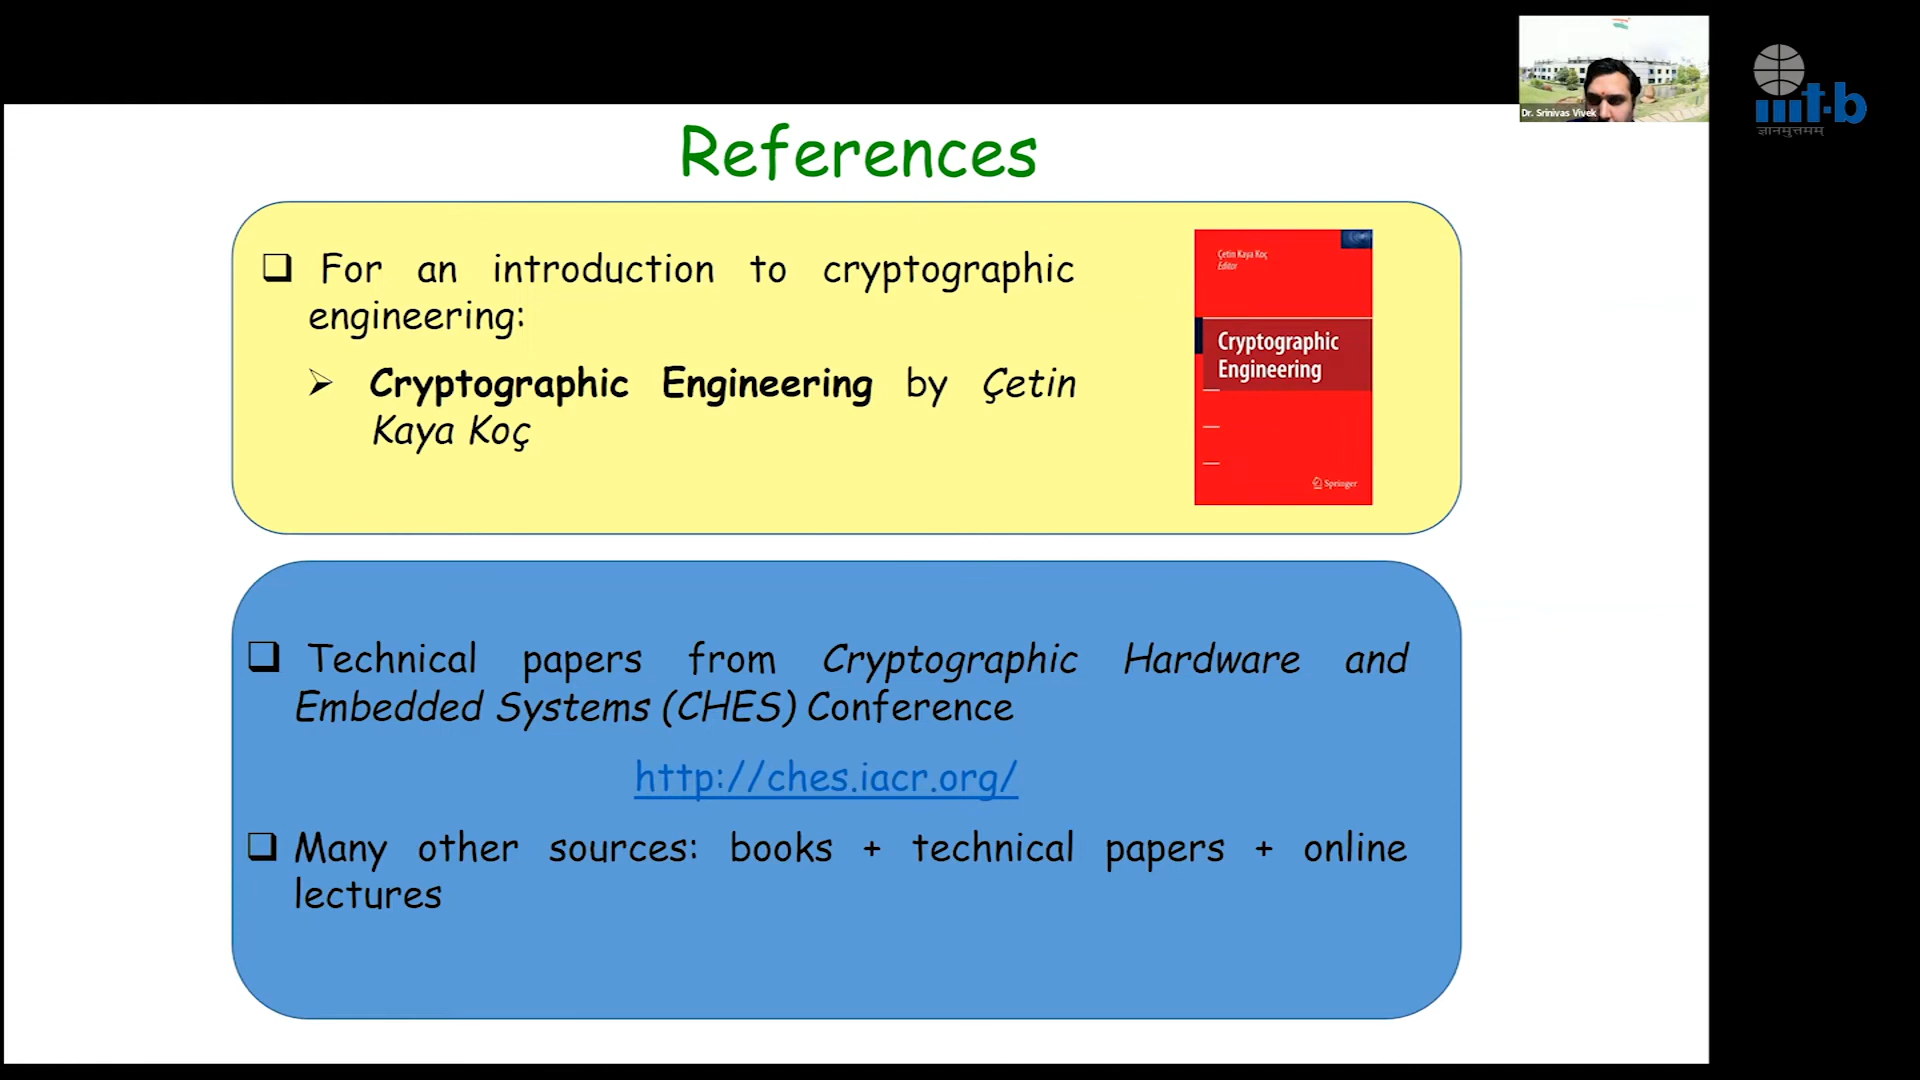 Dr. Srinivas Vivek
iiit-b
ज्ञानमुत्तमम्
References
❑ For an introduction to cryptographic
engineering:
➢ Cryptographic Engineering by Çetin
Kaya Koç
Çetin Kaya Koç
Editor
Cryptographic
Engineering
Springer
❑ Technical papers from Cryptographic Hardware and
Embedded Systems (CHES) Conference
http://ches.iacr.org/
❑ Many other sources: books + technical papers + online
lectures